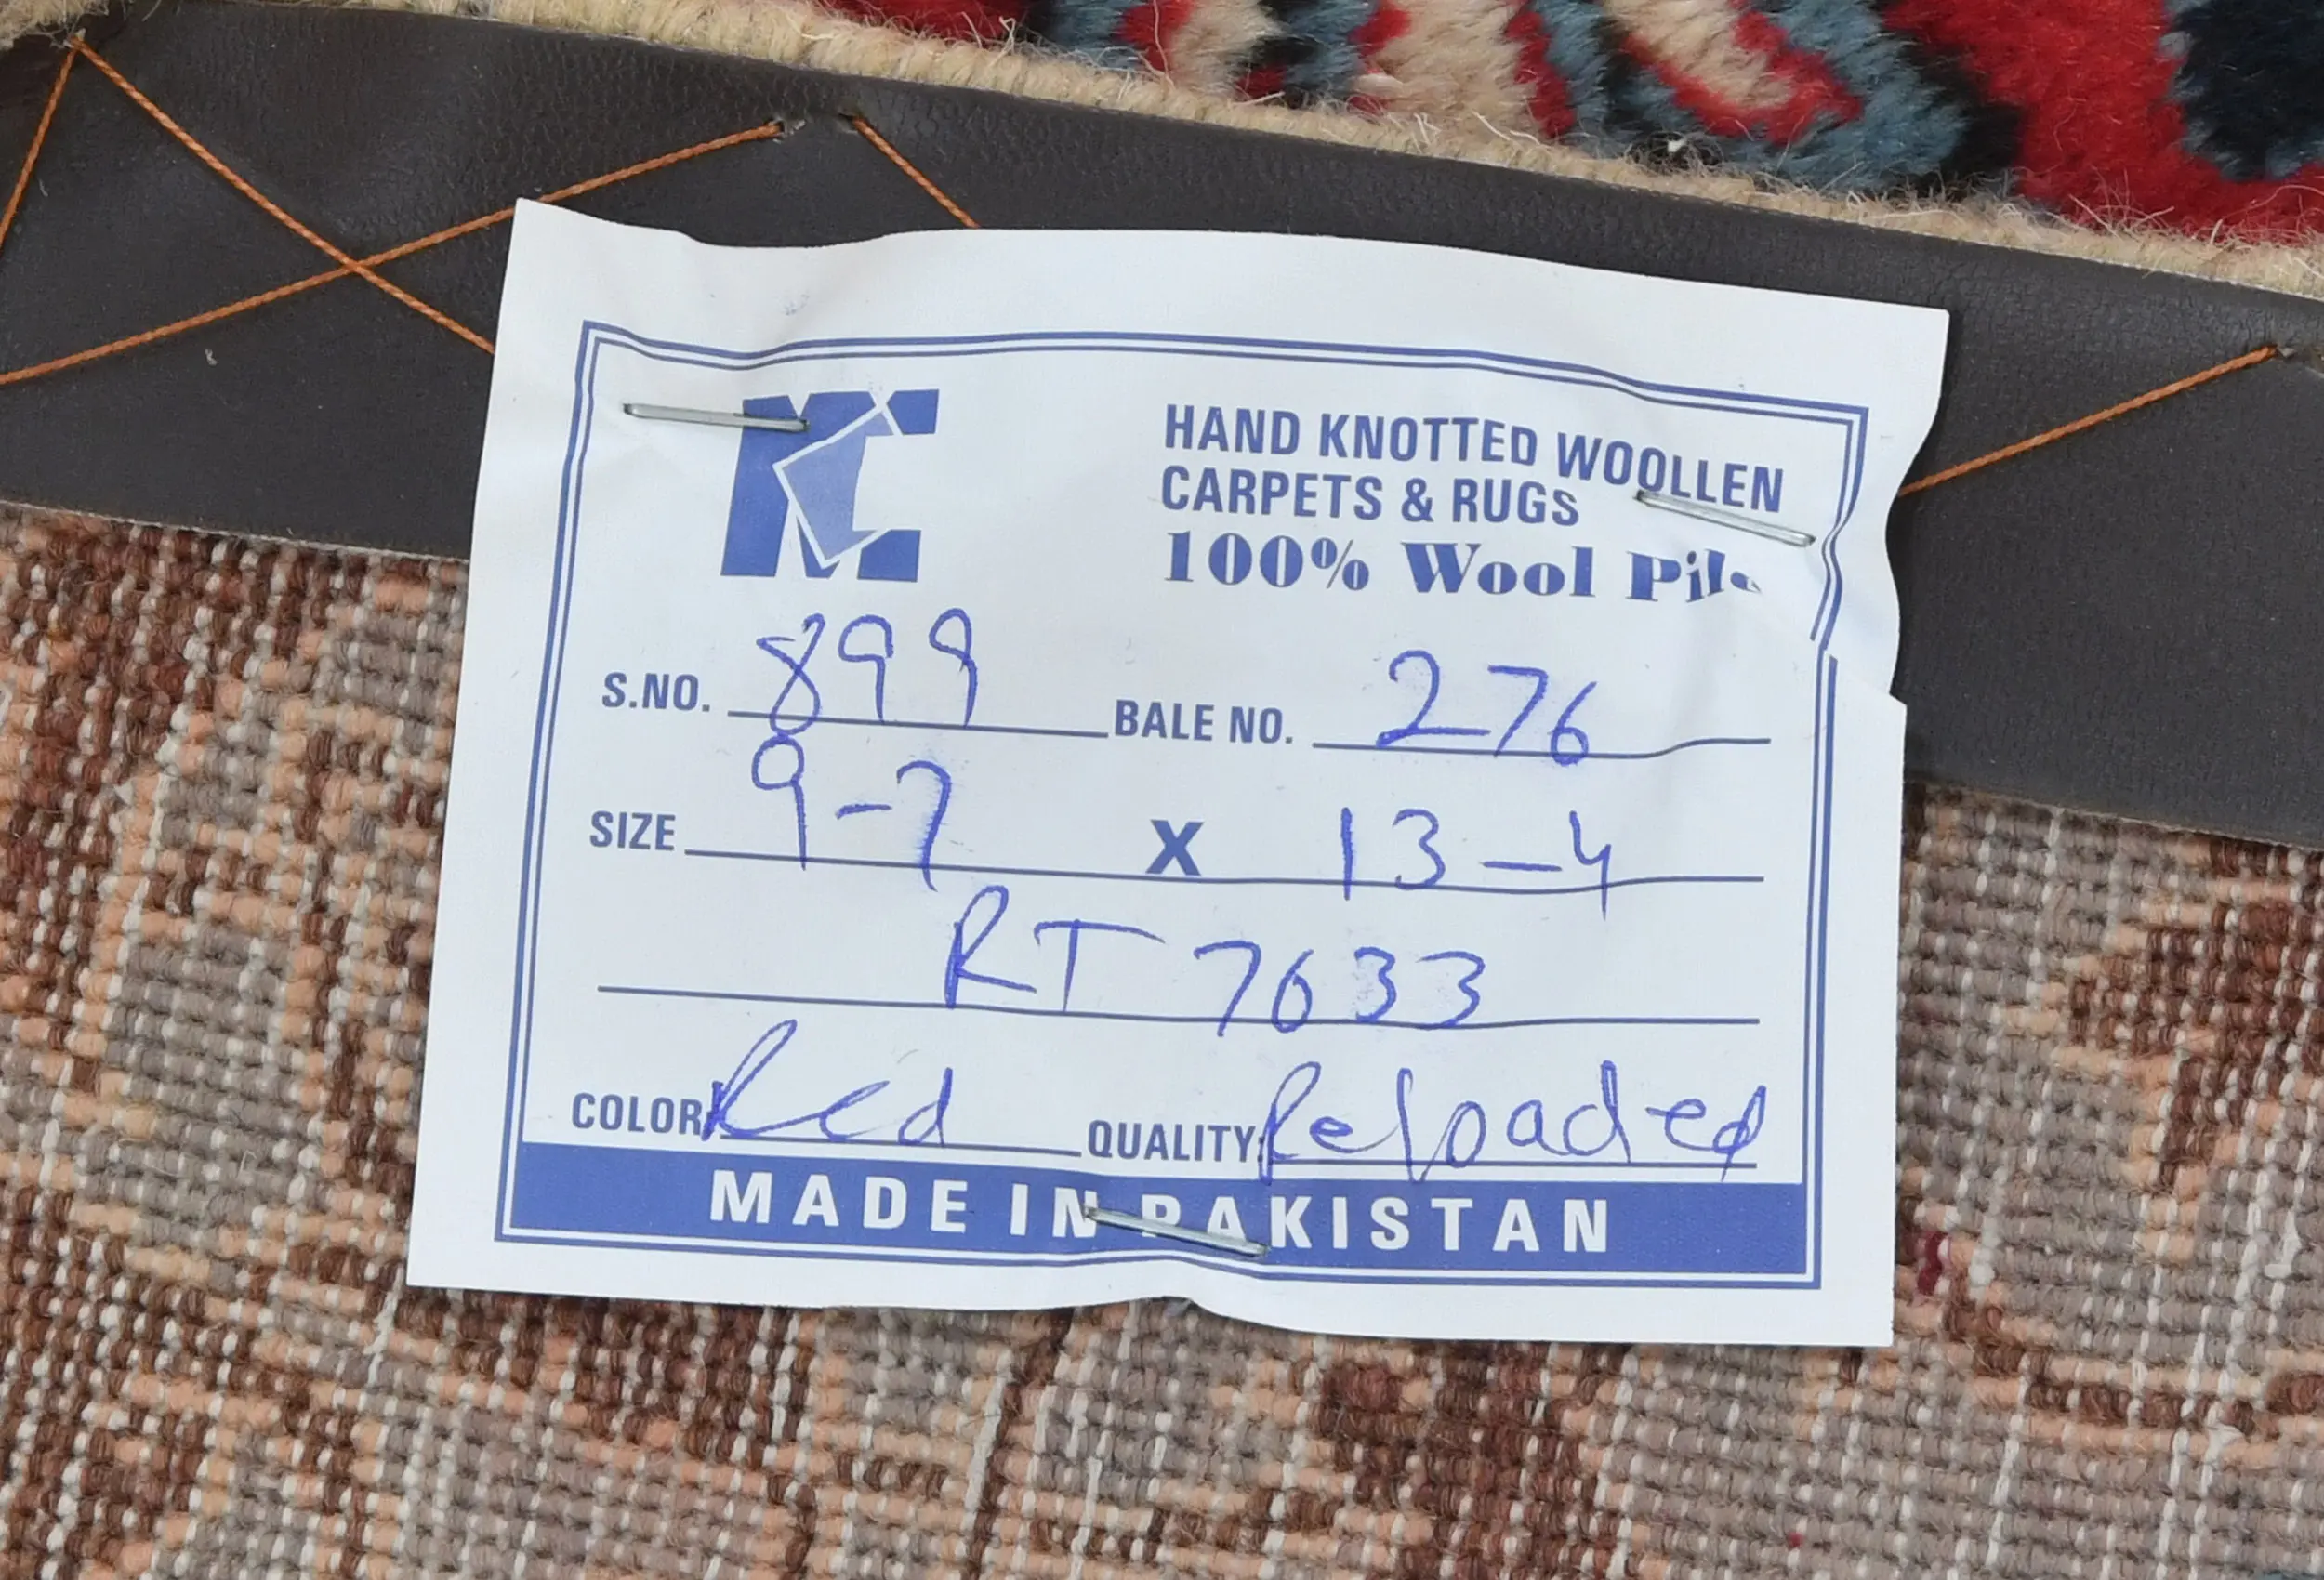 KC
HAND KNOTTED WOOLLEN
CARPETS & RUGS
100% Wool Pile
S.NO. 899 BALE NO. 276
SIZE 9-7 X 13-4
RT 7633
COLOR: Red QUALITY: Reloaded
MADE IN PAKISTAN